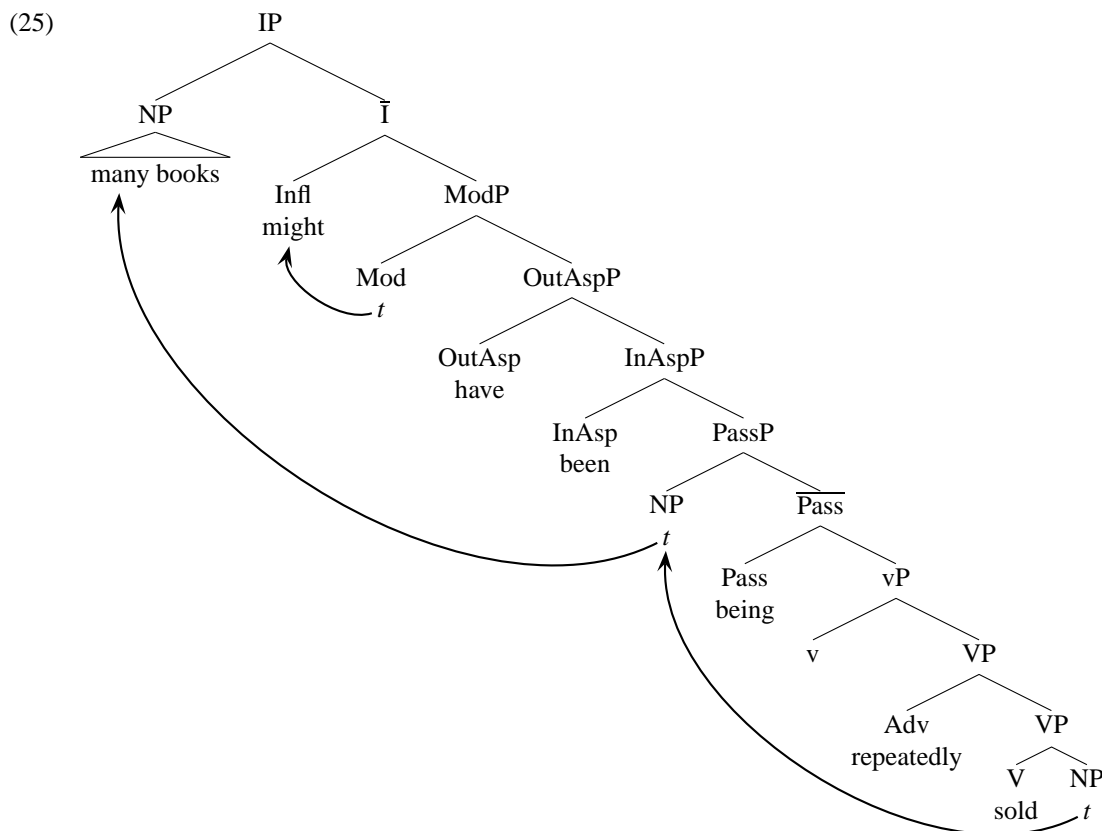 (25) IP
NP Ī
many books
Infl ModP
might
Mod OutAspP
t
OutAsp InAspP
have
InAsp PassP
been
NP P̅a̅s̅s̅
t
Pass vP
being
v VP
Adv VP
repeatedly
V NP
sold t